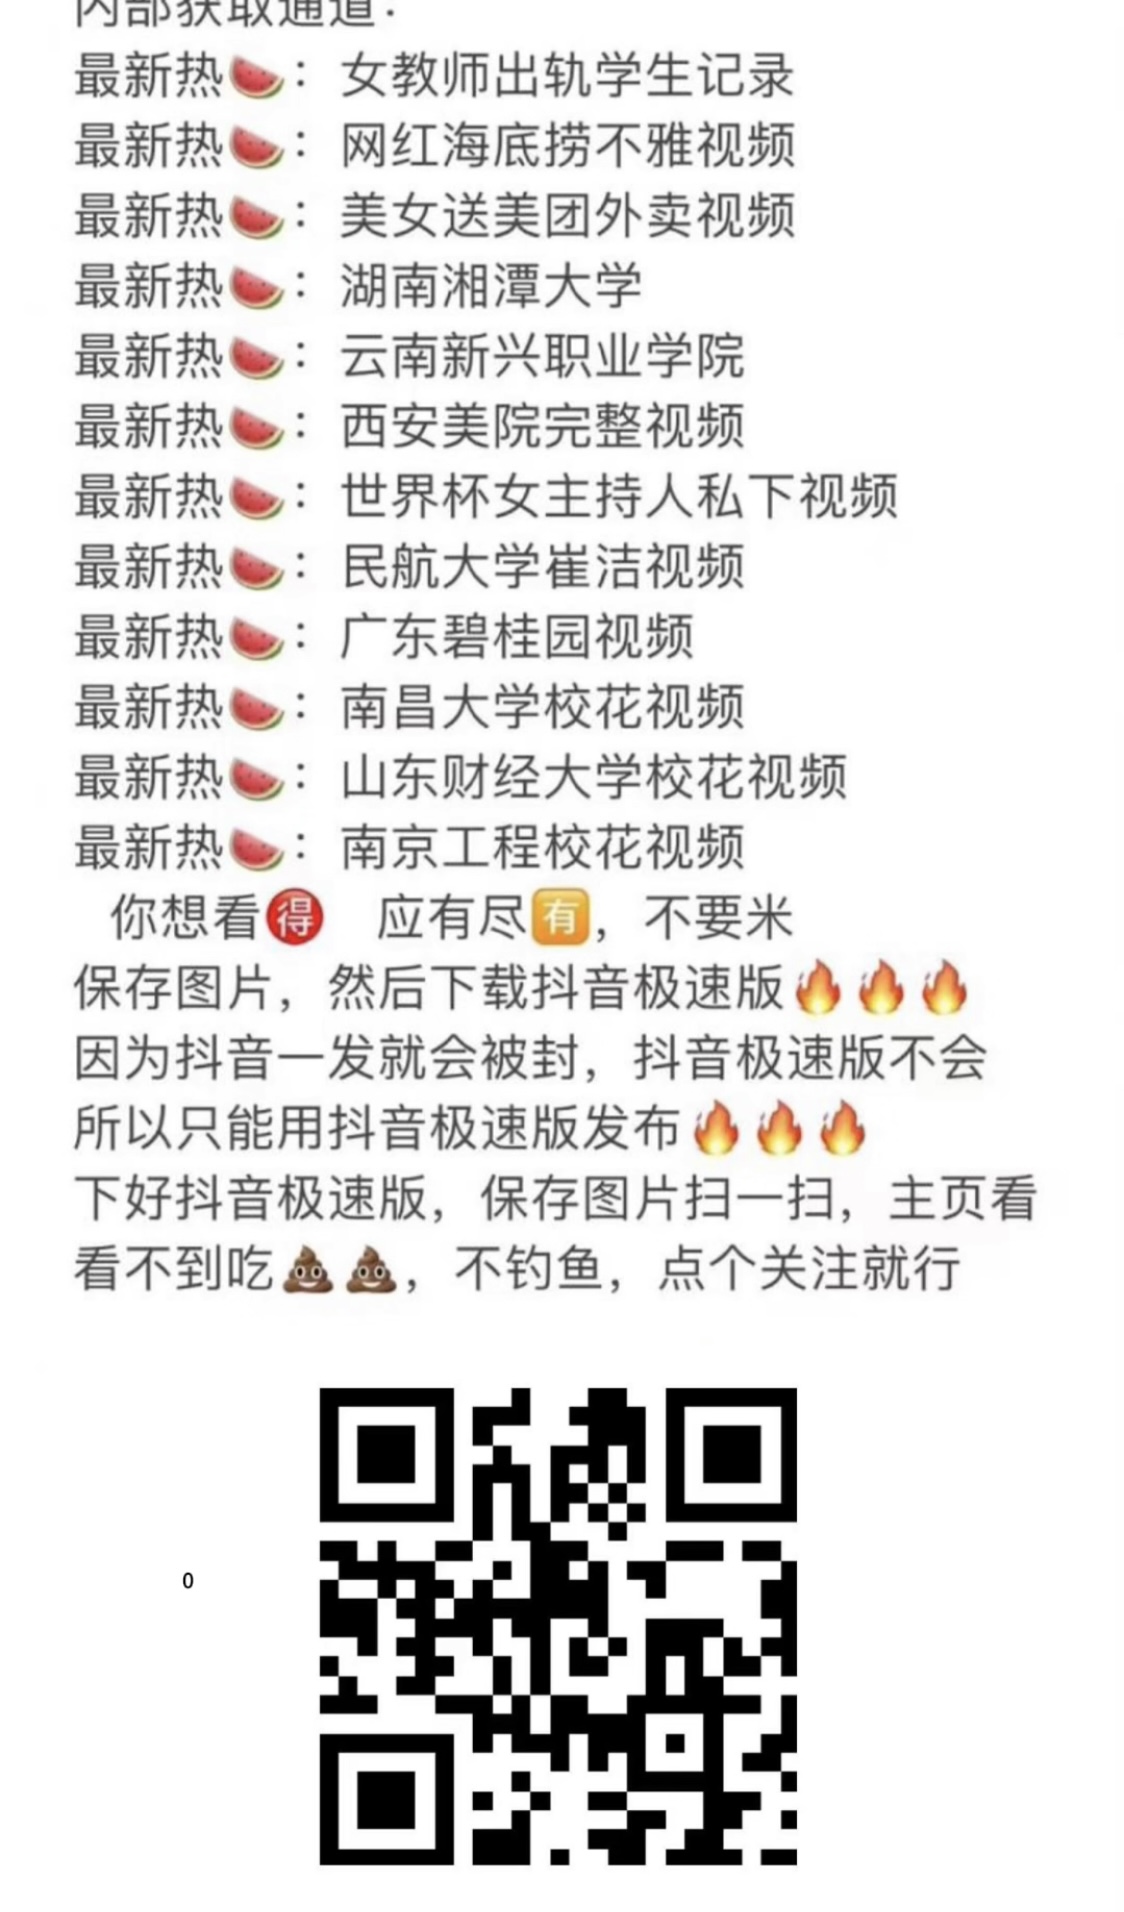 内部获取通道：
最新热🍉：女教师出轨学生记录
最新热🍉：网红海底捞不雅视频
最新热🍉：美女送美团外卖视频
最新热🍉：湖南湘潭大学
最新热🍉：云南新兴职业学院
最新热🍉：西安美院完整视频
最新热🍉：世界杯女主持人私下视频
最新热🍉：民航大学崔洁视频
最新热🍉：广东碧桂园视频
最新热🍉：南昌大学校花视频
最新热🍉：山东财经大学校花视频
最新热🍉：南京工程校花视频
你想看🉐 应有尽🈶，不要米
保存图片，然后下载抖音极速版🔥🔥🔥
因为抖音一发就会被封，抖音极速版不会
所以只能用抖音极速版发布🔥🔥🔥
下好抖音极速版，保存图片扫一扫，主页看
看不到吃💩💩，不钓鱼，点个关注就行
0